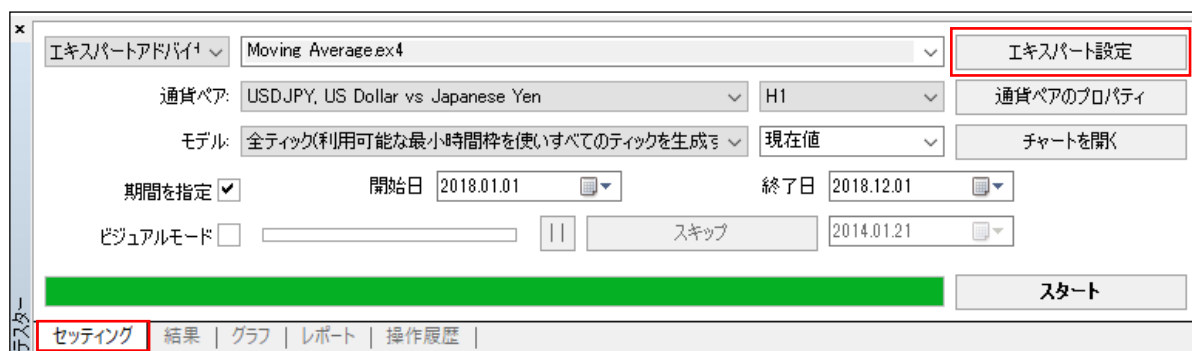 ×
エキスパートアドバイサ Moving Average.ex4 エキスパート設定
通貨ペア: USDJPY, US Dollar vs Japanese Yen H1 通貨ペアのプロパティ
モデル: 全ティック(利用可能な最小時間枠を使いすべてのティックを生成す 現在値 チャートを開く
期間を指定 開始日 2018.01.01 終了日 2018.12.01
ビジュアルモード スキップ 2014.01.21
スタート
テスター
セッティング | 結果 | グラフ | レポート | 操作履歴 |